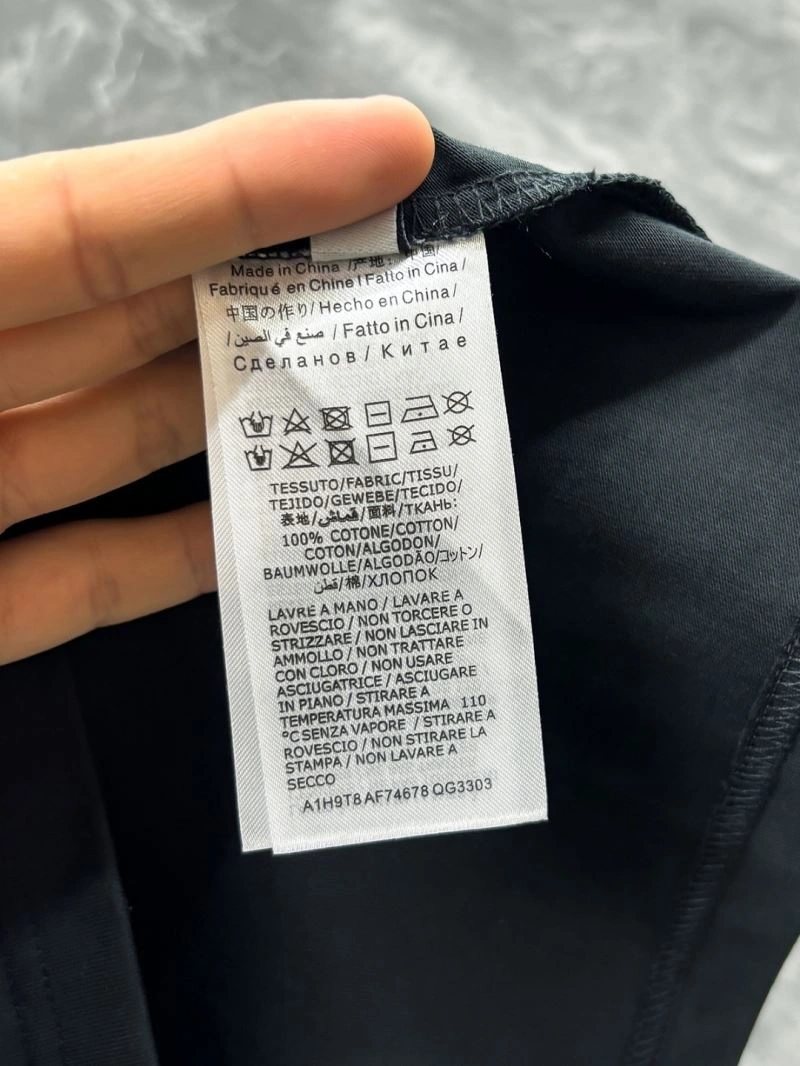 Made in China /产地：中国/
Fabriqué en Chine/Fatto in Cina/
中国の作り/Hecho en China/
/صنع في الصين / Fatto in Cina/
Сделанов/ Китае
TESSUTO/FABRIC/TISSU/
TEJIDO/GEWEBE/TECIDO/
表地/قماش/面料/ТКАНЬ:
100% COTONE/COTTON/
COTON/ALGODON/
BAUMWOLLE/ALGODÃO/コットン/
قطن/棉/ХЛОПОК
LAVRE A MANO / LAVARE A
ROVESCIO / NON TORCERE O
STRIZZARE / NON LASCIARE IN
AMMOLLO / NON TRATTARE
CON CLORO / NON USARE
ASCIUGATRICE / ASCIUGARE
IN PIANO / STIRARE A
TEMPERATURA MASSIMA 110
°C SENZA VAPORE / STIRARE A
ROVESCIO / NON STIRARE LA
STAMPA / NON LAVARE A
SECCO
A1H9T8 AF74678 QG3303